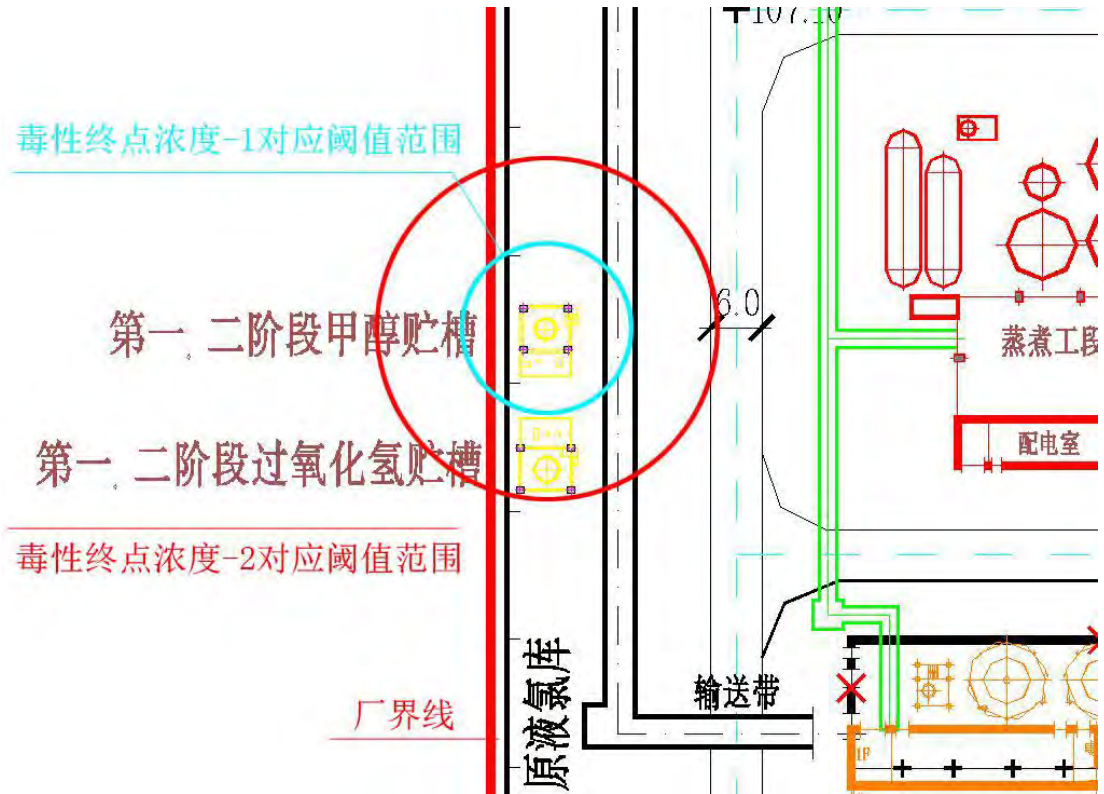 107.10
毒性终点浓度-1对应阈值范围
6.0
第一、二阶段甲醇贮槽
蒸煮工段
配电室
第一、二阶段过氧化氢贮槽
毒性终点浓度-2对应阈值范围
原液氯库
输送带
厂界线
1F